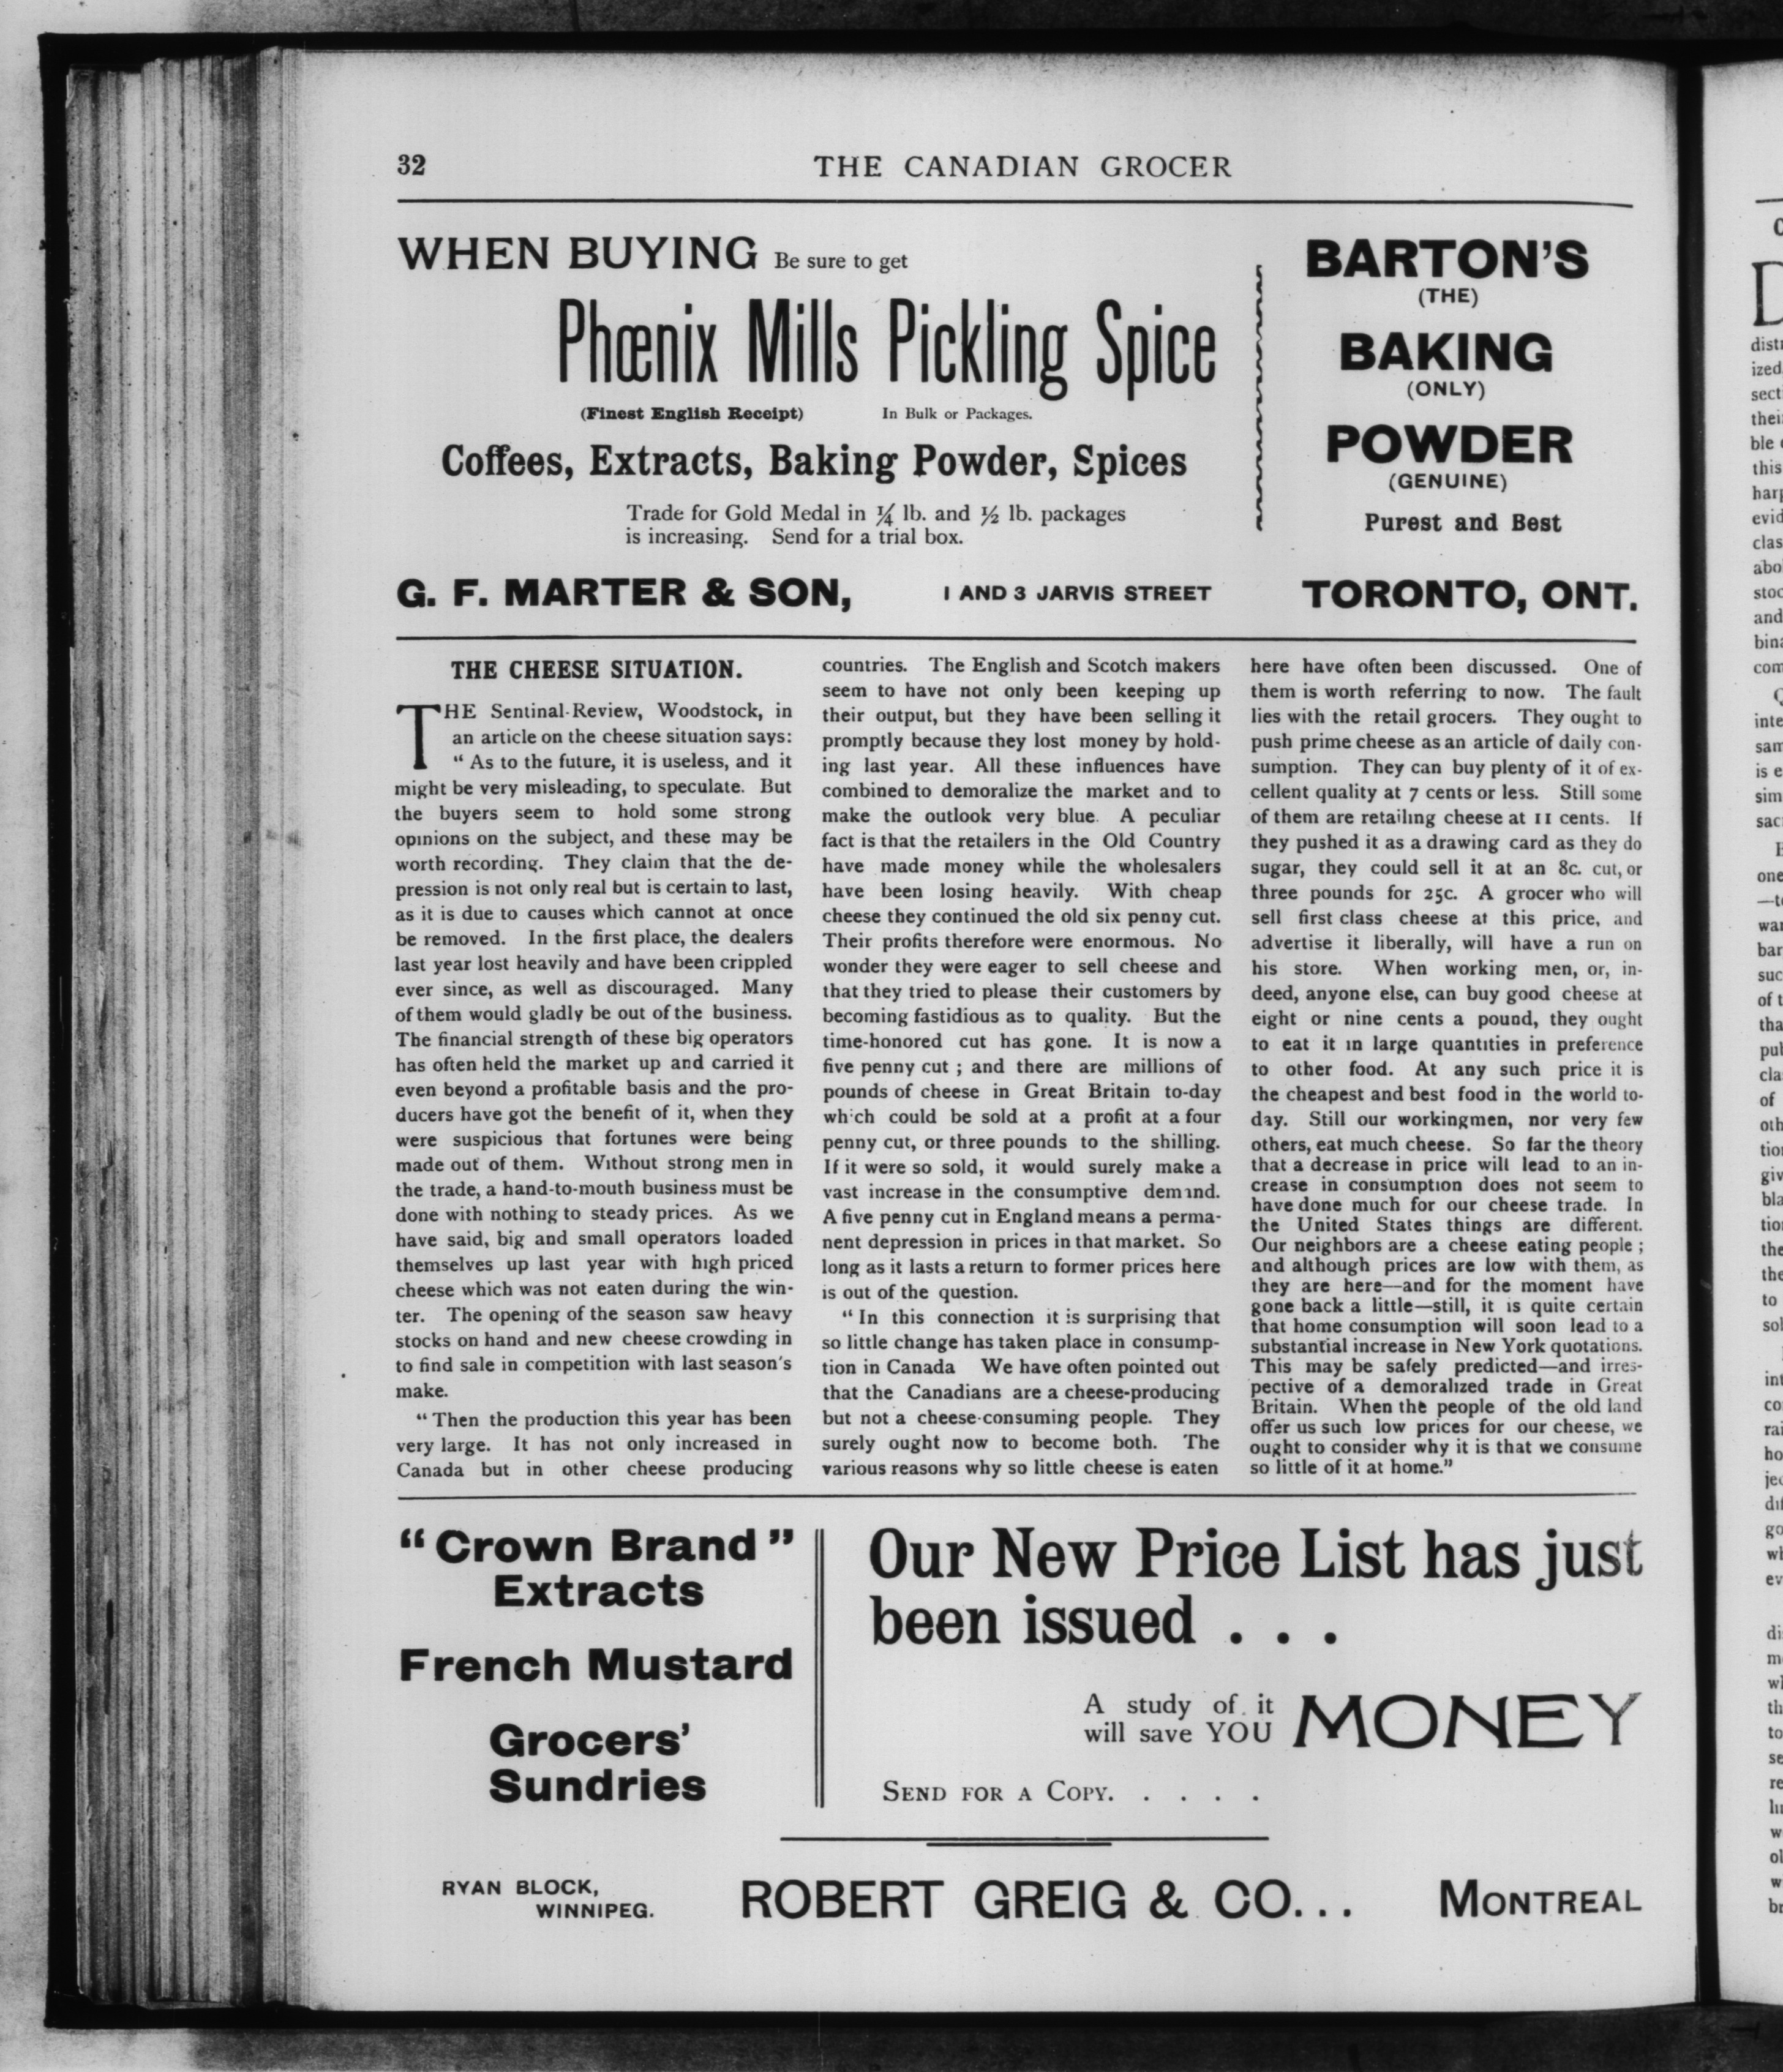 32
THE CANADIAN GROCER
WHEN BUYING Be sure to get
Phœnix Mills Pickling Spice
(Finest English Receipt) In Bulk or Packages.
Coffees, Extracts, Baking Powder, Spices
Trade for Gold Medal in ¼ lb. and ½ lb. packages
is increasing. Send for a trial box.
BARTON'S
(THE)
BAKING
(ONLY)
POWDER
(GENUINE)
Purest and Best
G. F. MARTER & SON, 1 AND 3 JARVIS STREET TORONTO, ONT.
THE CHEESE SITUATION.
THE Sentinal-Review, Woodstock, in
an article on the cheese situation says:
" As to the future, it is useless, and it
might be very misleading, to speculate. But
the buyers seem to hold some strong
opinions on the subject, and these may be
worth recording. They claim that the de-
pression is not only real but is certain to last,
as it is due to causes which cannot at once
be removed. In the first place, the dealers
last year lost heavily and have been crippled
ever since, as well as discouraged. Many
of them would gladly be out of the business.
The financial strength of these big operators
has often held the market up and carried it
even beyond a profitable basis and the pro-
ducers have got the benefit of it, when they
were suspicious that fortunes were being
made out of them. Without strong men in
the trade, a hand-to-mouth business must be
done with nothing to steady prices. As we
have said, big and small operators loaded
themselves up last year with high priced
cheese which was not eaten during the win-
ter. The opening of the season saw heavy
stocks on hand and new cheese crowding in
to find sale in competition with last season's
make.
" Then the production this year has been
very large. It has not only increased in
Canada but in other cheese producing
countries. The English and Scotch makers
seem to have not only been keeping up
their output, but they have been selling it
promptly because they lost money by hold-
ing last year. All these influences have
combined to demoralize the market and to
make the outlook very blue. A peculiar
fact is that the retailers in the Old Country
have made money while the wholesalers
have been losing heavily. With cheap
cheese they continued the old six penny cut.
Their profits therefore were enormous. No
wonder they were eager to sell cheese and
that they tried to please their customers by
becoming fastidious as to quality. But the
time-honored cut has gone. It is now a
five penny cut ; and there are millions of
pounds of cheese in Great Britain to-day
which could be sold at a profit at a four
penny cut, or three pounds to the shilling.
If it were so sold, it would surely make a
vast increase in the consumptive demand.
A five penny cut in England means a perma-
nent depression in prices in that market. So
long as it lasts a return to former prices here
is out of the question.
" In this connection it is surprising that
so little change has taken place in consump-
tion in Canada We have often pointed out
that the Canadians are a cheese-producing
but not a cheese-consuming people. They
surely ought now to become both. The
various reasons why so little cheese is eaten
here have often been discussed. One of
them is worth referring to now. The fault
lies with the retail grocers. They ought to
push prime cheese as an article of daily con-
sumption. They can buy plenty of it of ex-
cellent quality at 7 cents or less. Still some
of them are retailing cheese at 11 cents. If
they pushed it as a drawing card as they do
sugar, they could sell it at an 8c. cut, or
three pounds for 25c. A grocer who will
sell first class cheese at this price, and
advertise it liberally, will have a run on
his store. When working men, or, in-
deed, anyone else, can buy good cheese at
eight or nine cents a pound, they ought
to eat it in large quantities in preference
to other food. At any such price it is
the cheapest and best food in the world to-
day. Still our workingmen, nor very few
others, eat much cheese. So far the theory
that a decrease in price will lead to an in-
crease in consumption does not seem to
have done much for our cheese trade. In
the United States things are different.
Our neighbors are a cheese eating people ;
and although prices are low with them, as
they are here—and for the moment have
gone back a little—still, it is quite certain
that home consumption will soon lead to a
substantial increase in New York quotations.
This may be safely predicted—and irres-
pective of a demoralized trade in Great
Britain. When the people of the old land
offer us such low prices for our cheese, we
ought to consider why it is that we consume
so little of it at home."
" Crown Brand "
Extracts
French Mustard
Grocers'
Sundries
Our New Price List has just
been issued . . .
A study of it
will save YOU MONEY
SEND FOR A COPY. . . . .
RYAN BLOCK,
WINNIPEG.
ROBERT GREIG & CO... MONTREAL